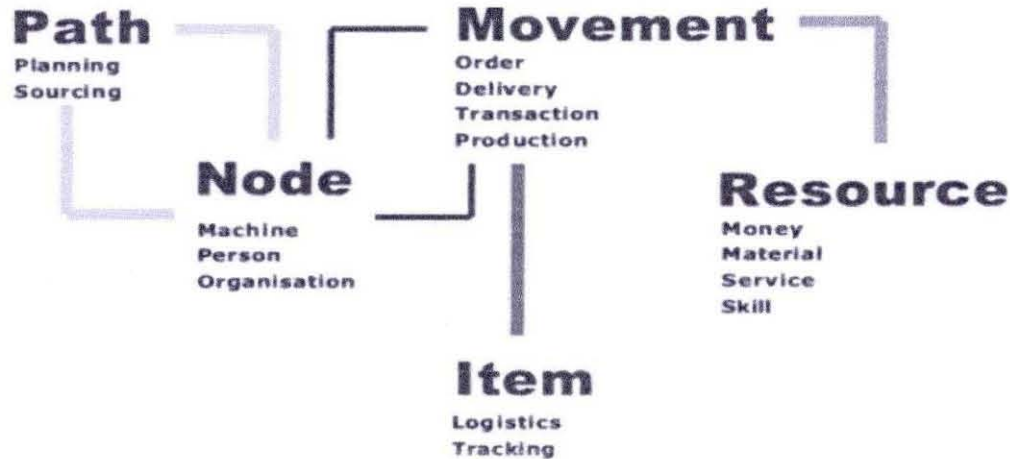 Path
Planning
Sourcing
Movement
Order
Delivery
Transaction
Production
Node
Machine
Person
Organisation
Resource
Money
Material
Service
Skill
Item
Logistics
Tracking